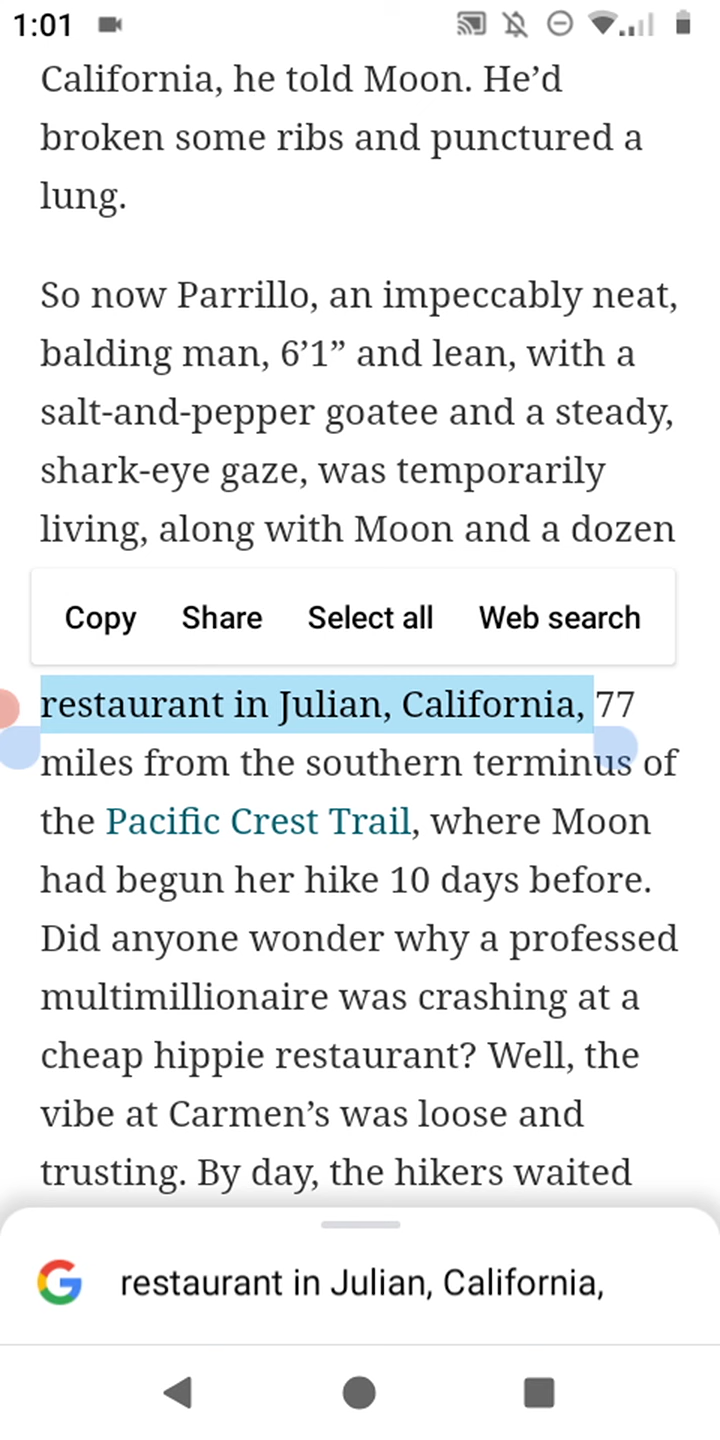 1:01
California, he told Moon. He’d
broken some ribs and punctured a
lung.
So now Parrillo, an impeccably neat,
balding man, 6’1” and lean, with a
salt-and-pepper goatee and a steady,
shark-eye gaze, was temporarily
living, along with Moon and a dozen
Copy Share Select all Web search
restaurant in Julian, California, 77
miles from the southern terminus of
the Pacific Crest Trail, where Moon
had begun her hike 10 days before.
Did anyone wonder why a professed
multimillionaire was crashing at a
cheap hippie restaurant? Well, the
vibe at Carmen’s was loose and
trusting. By day, the hikers waited
restaurant in Julian, California,